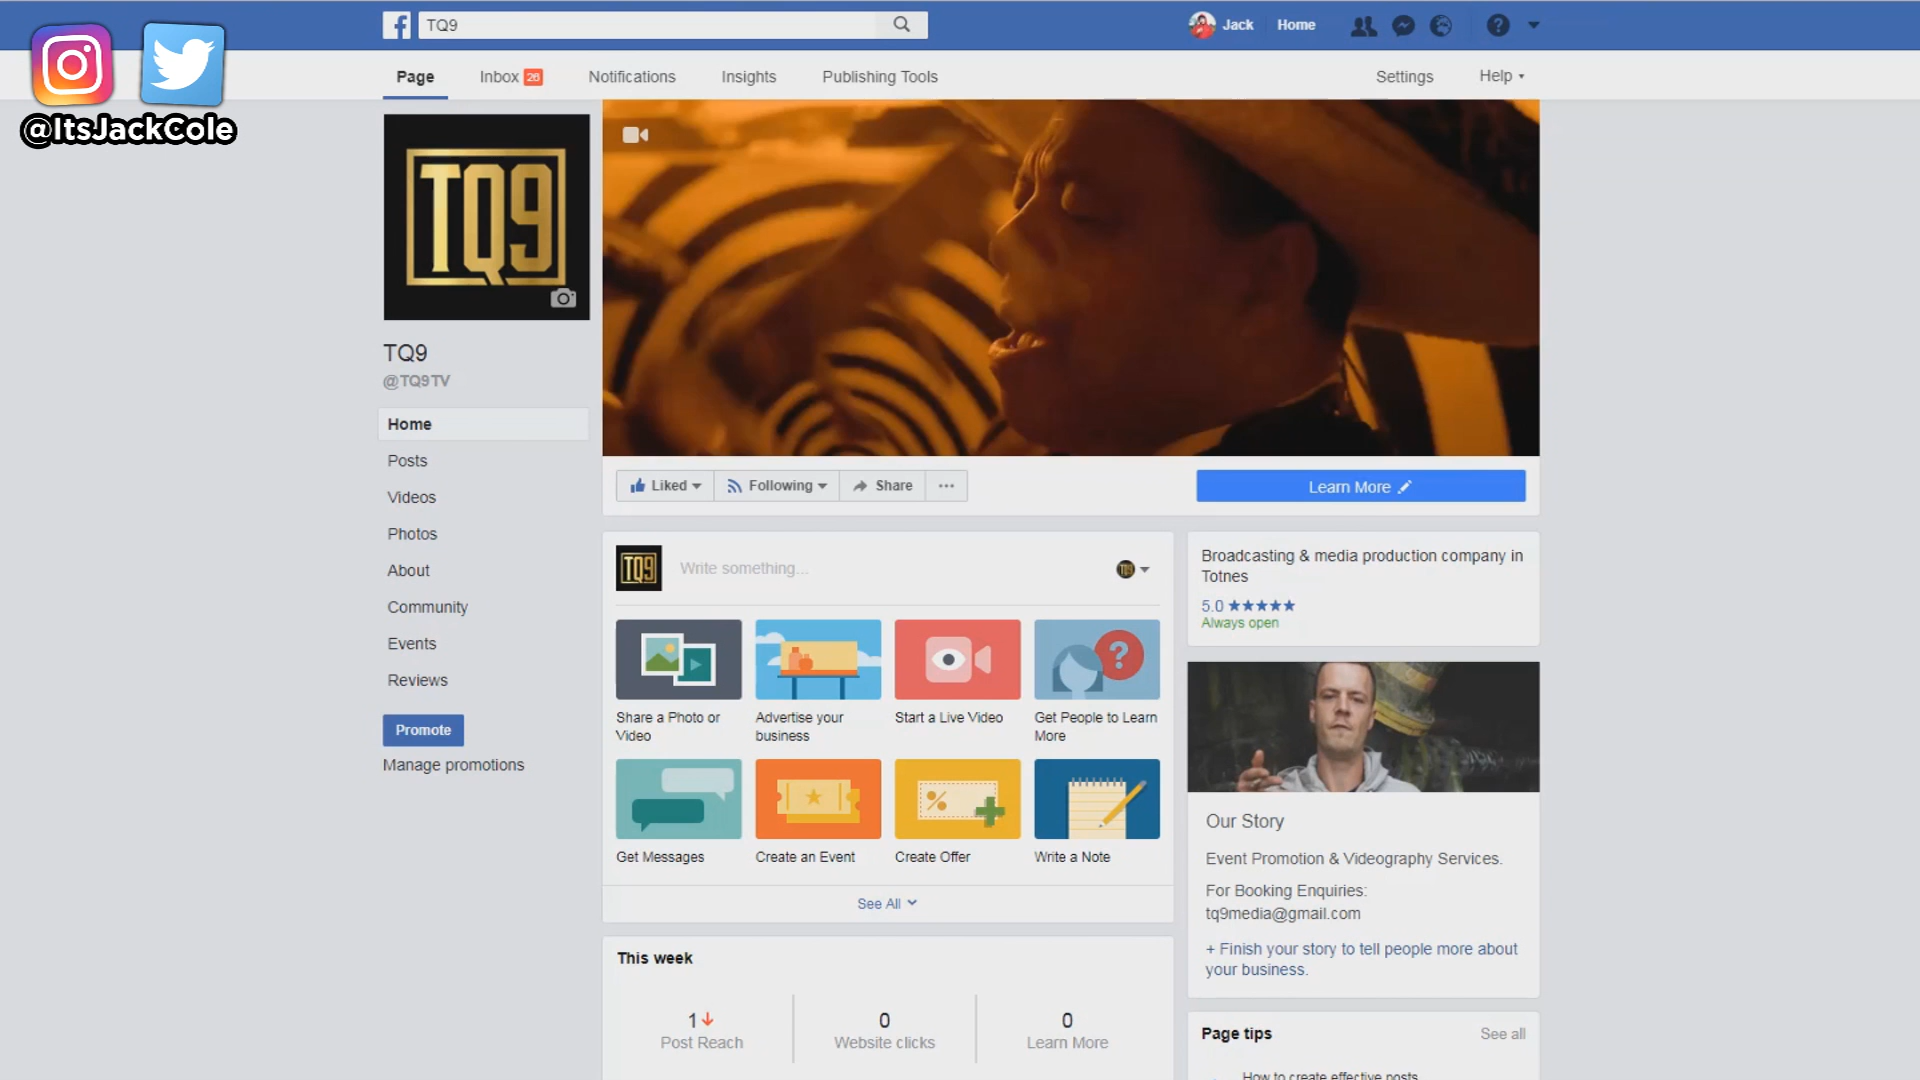 TQ9
Jack
Home
@ItsJackCole
Page
Inbox 26
Notifications
Insights
Publishing Tools
Settings
Help
TQ9
TQ9
@TQ9TV
Home
Posts
Videos
Photos
About
Community
Events
Reviews
Promote
Manage promotions
Liked
Following
Share
Learn More
TQ9
Write something...
Share a Photo or
Video
Advertise your
business
Start a Live Video
Get People to Learn
More
Get Messages
Create an Event
Create Offer
Write a Note
See All
This week
1
Post Reach
0
Website clicks
0
Learn More
Broadcasting & media production company in
Totnes
5.0
Always open
Our Story
Event Promotion & Videography Services.
For Booking Enquiries:
tq9media@gmail.com
+ Finish your story to tell people more about
your business.
Page tips
See all
How to create effective posts